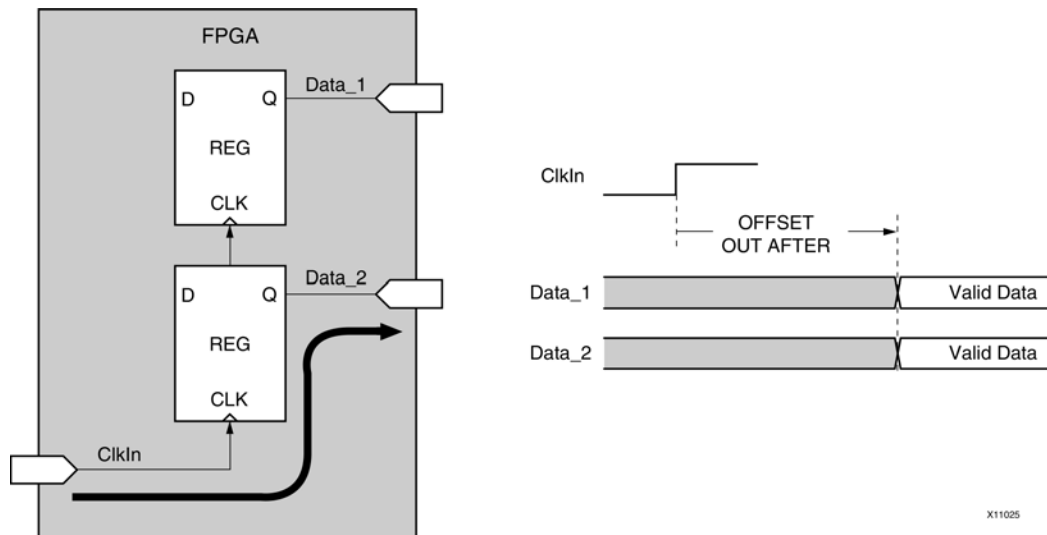 FPGA
Data_1
D Q
REG
CLK
Data_2
D Q
REG
CLK
ClkIn
ClkIn
OFFSET
OUT AFTER
Data_1 Valid Data
Data_2 Valid Data
X11025